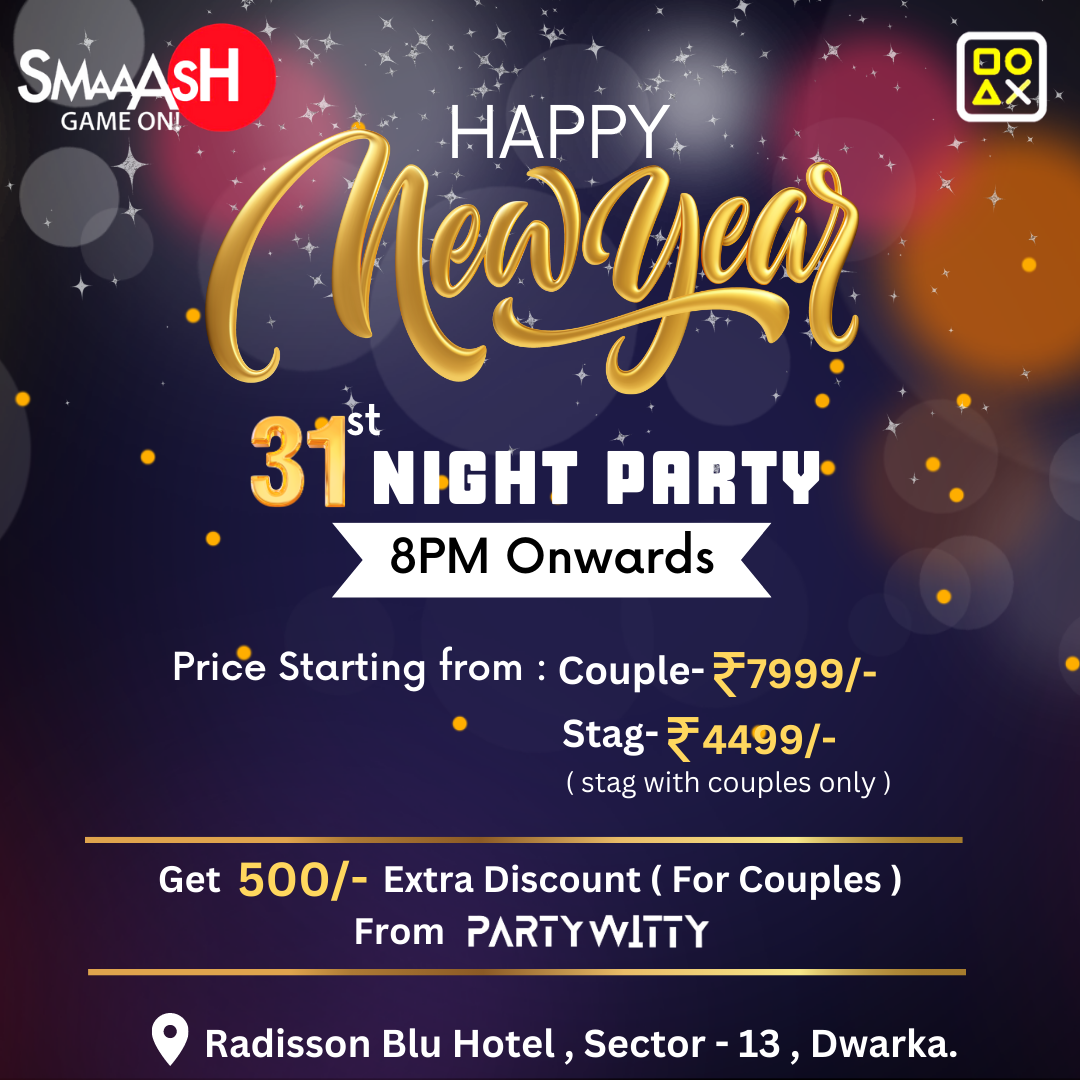 SMAAASH
GAME ON!
HAPPY
New Year
31st NIGHT PARTY
8PM Onwards
Price Starting from : Couple- ₹7999/-
Stag- ₹4499/-
( stag with couples only )
Get 500/- Extra Discount ( For Couples )
From PARTYWITTY
Radisson Blu Hotel , Sector - 13 , Dwarka.